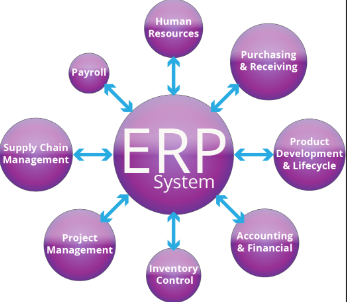 Human
Resources
Purchasing
& Receiving
Payroll
Supply Chain
Management
ERP
System
Product
Development
& Lifecycle
Project
Management
Accounting
& Financial
Inventory
Control